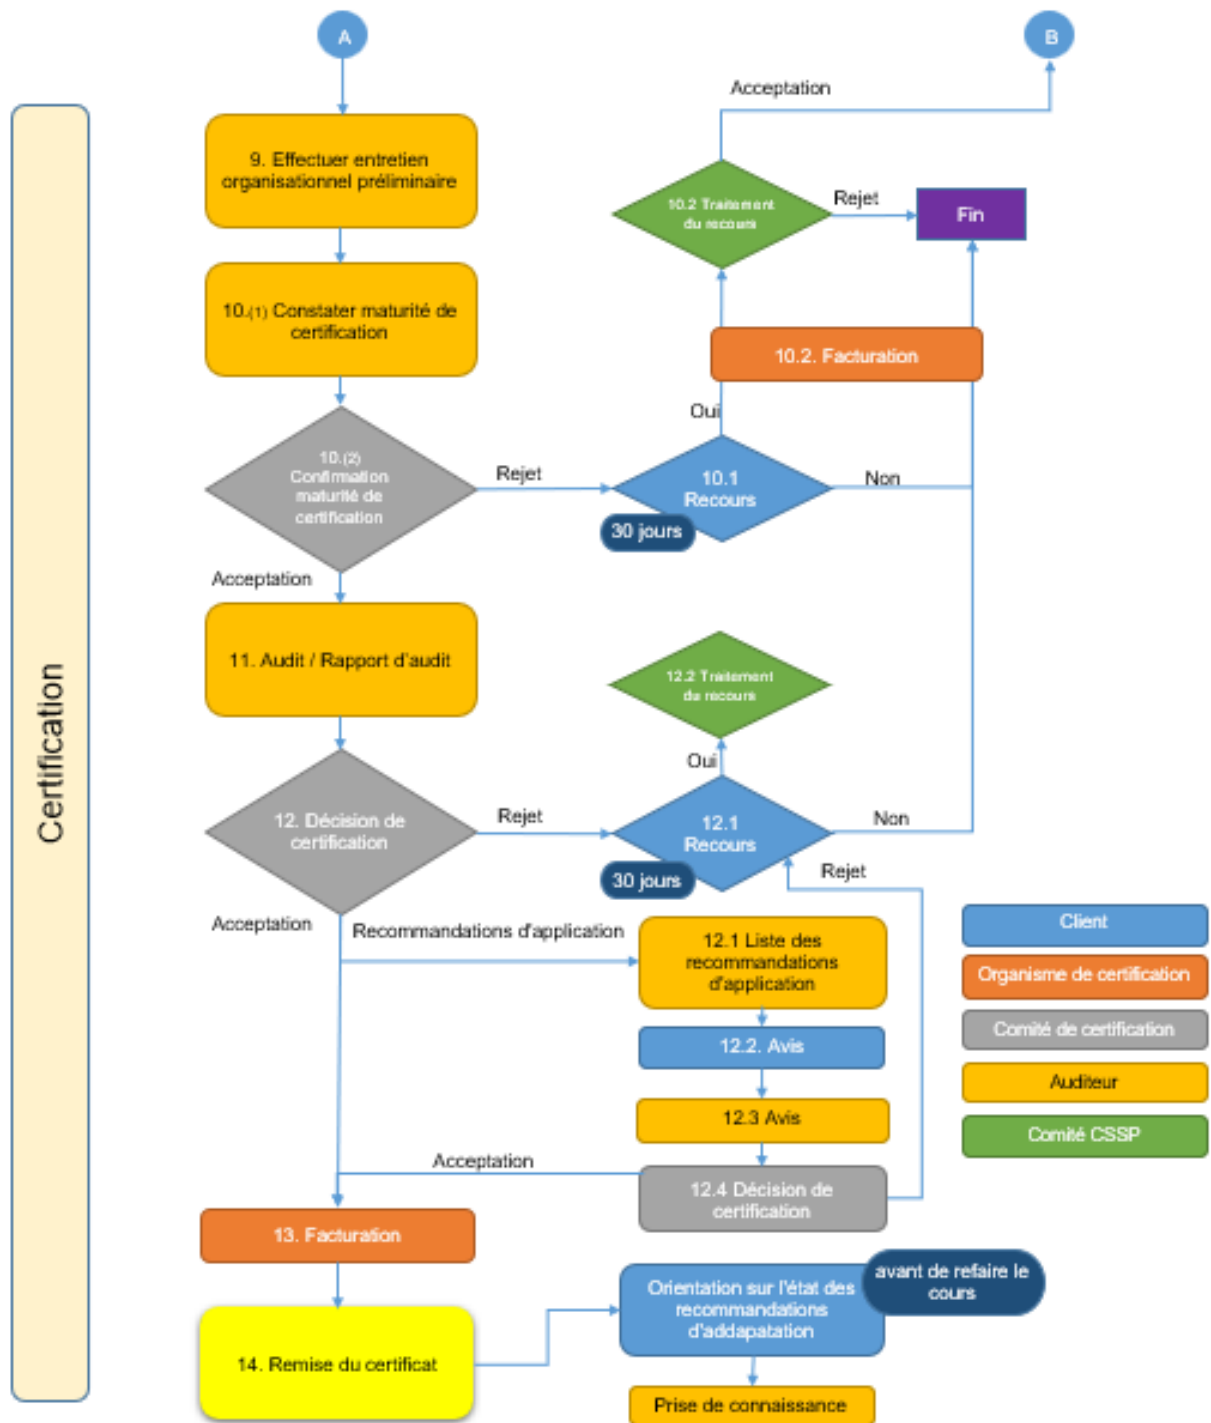 A
B
Acceptation
Certification
9. Effectuer entretien
organisationnel préliminaire
10.2 Traitement
du recours
Rejet
Fin
10.(1) Constater maturité de
certification
10.2. Facturation
Oui
10.(2)
Confirmation
maturité de
certification
Rejet
10.1
Recours
Non
30 jours
Acceptation
11. Audit / Rapport d'audit
12.2 Traitement
du recours
Oui
12. Décision de
certification
Rejet
12.1
Recours
Non
30 jours
Rejet
Acceptation
Recommandations d'application
12.1 Liste des
recommandations
d'application
12.2. Avis
12.3 Avis
Acceptation
12.4 Décision de
certification
Client
Organisme de certification
Comité de certification
Auditeur
Comité CSSP
13. Facturation
Orientation sur l'état des
recommandations
d'addapatation
avant de refaire le
cours
14. Remise du certificat
Prise de connaissance